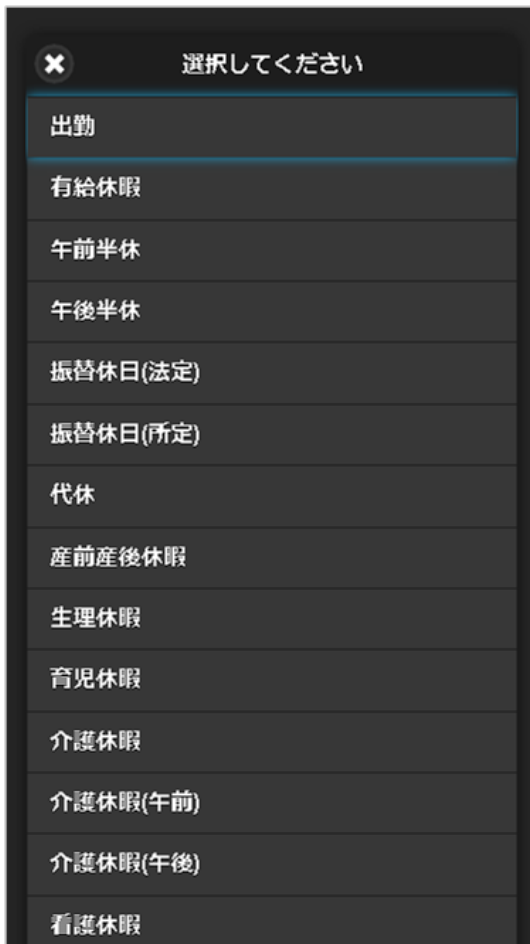 選択してください
出勤
有給休暇
午前半休
午後半休
振替休日(法定)
振替休日(所定)
代休
産前産後休暇
生理休暇
育児休暇
介護休暇
介護休暇(午前)
介護休暇(午後)
看護休暇